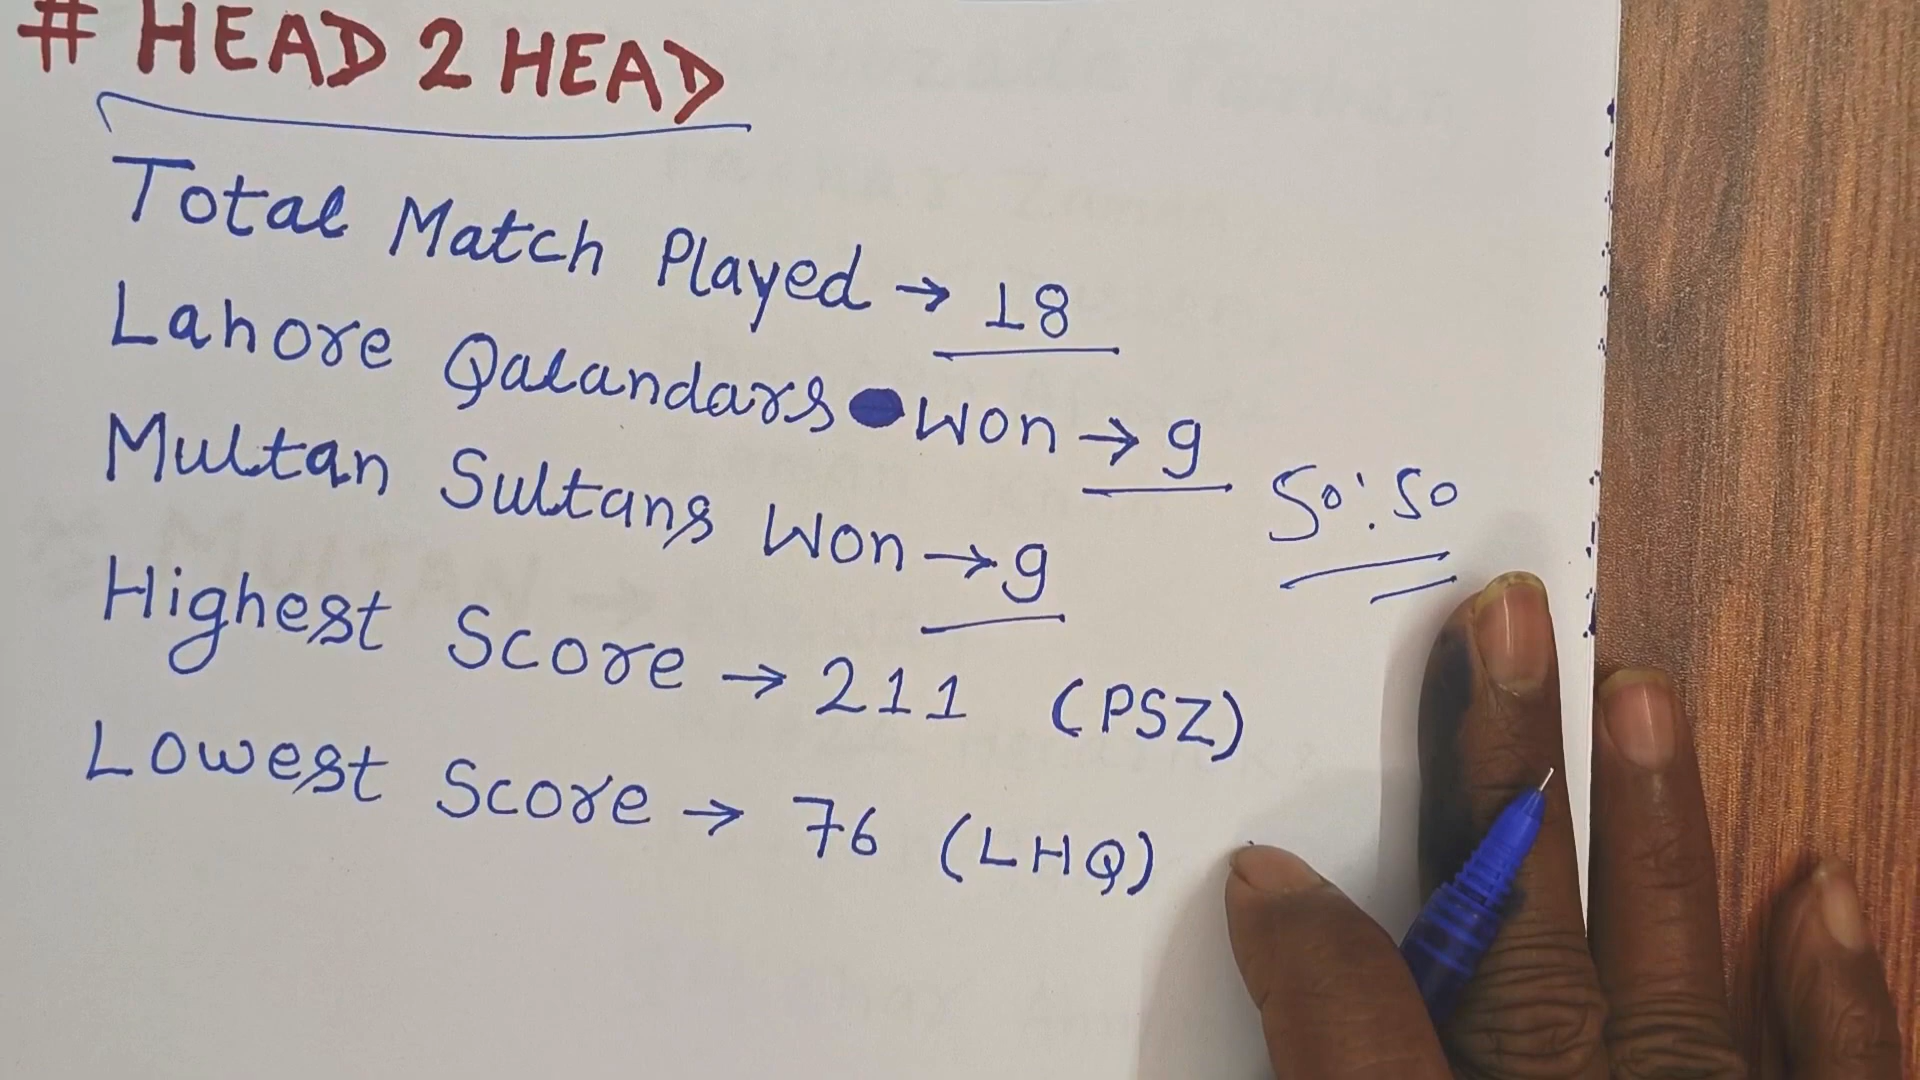 # HEAD 2 HEAD
Total Match Played → 18
Lahore Qalandars won → 9
50:50
Multan Sultans Won → 9
Highest Score → 211 (PSZ)
Lowest Score → 76 (LHQ)